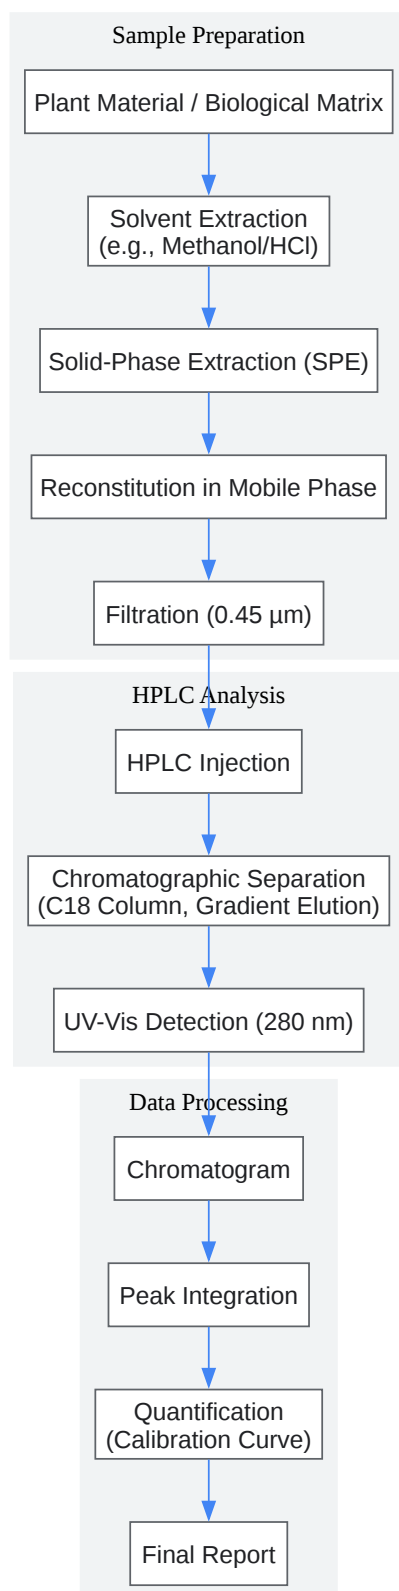 Sample Preparation
Plant Material / Biological Matrix
Solvent Extraction
(e.g., Methanol/HCl)
Solid-Phase Extraction (SPE)
Reconstitution in Mobile Phase
Filtration (0.45 µm)
HPLC Analysis
HPLC Injection
Chromatographic Separation
(C18 Column, Gradient Elution)
UV-Vis Detection (280 nm)
Data Processing
Chromatogram
Peak Integration
Quantification
(Calibration Curve)
Final Report